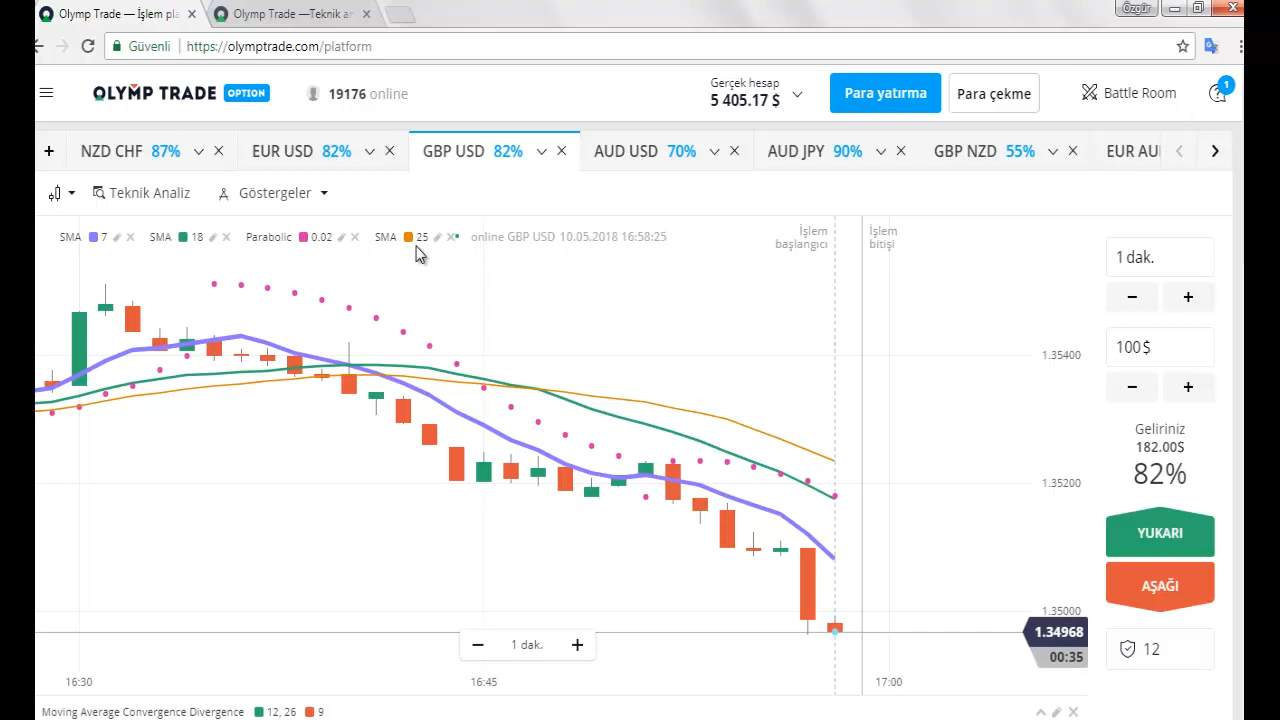 Olymp Trade — İşlem pla
Olymp Trade —Teknik an
Özgür
Güvenli
https://olymptrade.com/platform
OLYMP TRADE OPTION
19176 online
Gerçek hesap
5 405.17 $
Para yatırma
Para çekme
Battle Room
1
NZD CHF 87%
EUR USD 82%
GBP USD 82%
AUD USD 70%
AUD JPY 90%
GBP NZD 55%
EUR AU
Teknik Analiz
Göstergeler
SMA 7
SMA 18
Parabolic 0.02
SMA 25
online GBP USD 10.05.2018 16:58:25
İşlem
başlangıcı
İşlem
bitişi
1 dak.
− +
100 $
− +
1.35400
Geliriniz
182.00$
82%
1.35200
YUKARI
AŞAĞI
1.35000
1.34968
00:35
− 1 dak. +
12
16:30
16:45
17:00
Moving Average Convergence Divergence 12, 26 9